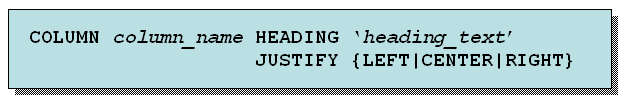 COLUMN column_name HEADING ‘heading_text’
JUSTIFY {LEFT|CENTER|RIGHT}